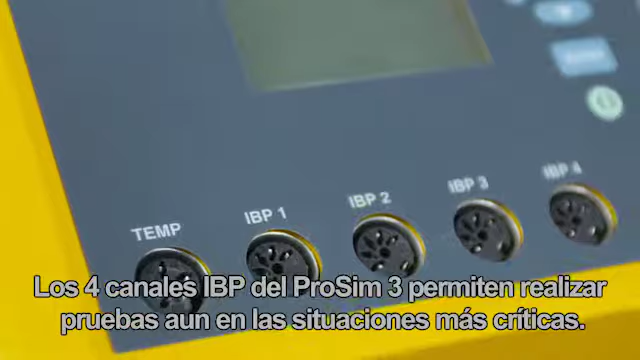 TEMP
IBP 1
IBP 2
IBP 3
IBP 4
Los 4 canales IBP del ProSim 3 permiten realizar
pruebas aun en las situaciones más críticas.